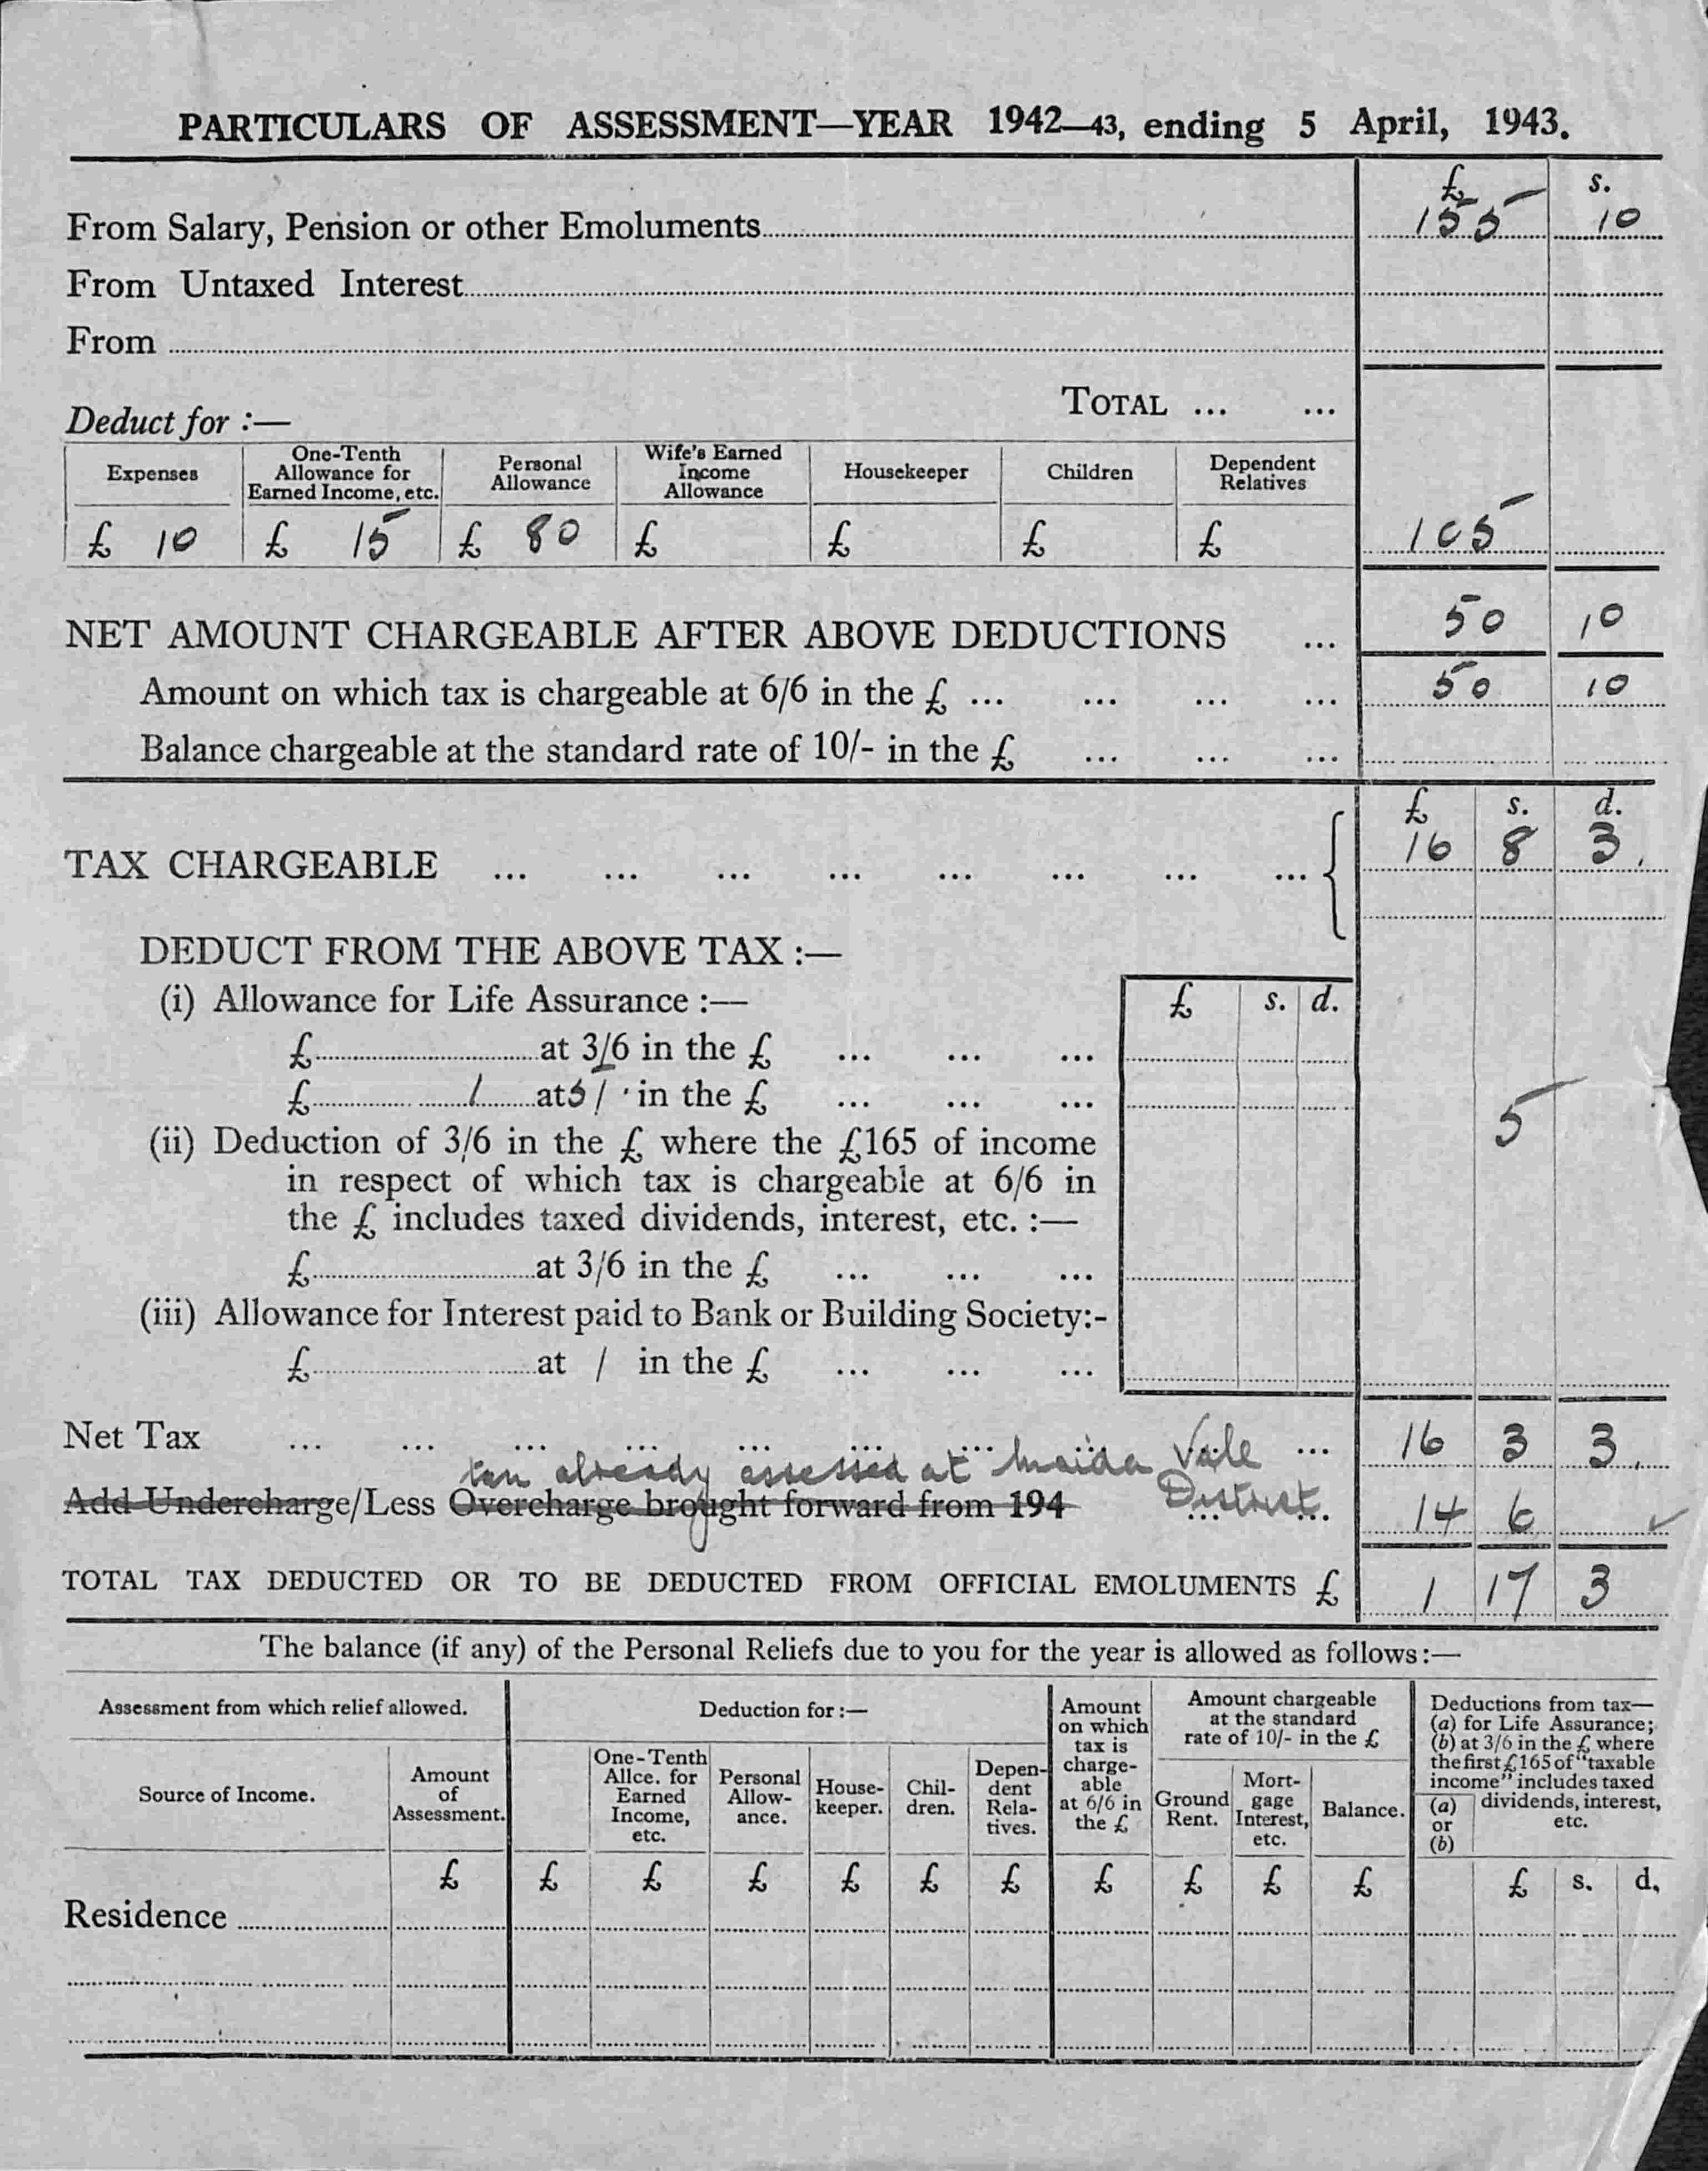 PARTICULARS OF ASSESSMENT—YEAR 1942—43, ending 5 April, 1943.
£ s.
From Salary, Pension or other Emoluments 155 10
From Untaxed Interest
From
TOTAL ... ...
Deduct for :—
Expenses One-Tenth Allowance for Earned Income, etc. Personal Allowance Wife's Earned Income Allowance Housekeeper Children Dependent Relatives
£ 10 £ 15 £ 80 £ £ £ £ 105
NET AMOUNT CHARGEABLE AFTER ABOVE DEDUCTIONS ... 50 10
Amount on which tax is chargeable at 6/6 in the £ ... ... ... ... 50 10
Balance chargeable at the standard rate of 10/- in the £ ... ... ...
£ s. d.
TAX CHARGEABLE ... ... ... ... ... ... ... ... 16 8 3.
DEDUCT FROM THE ABOVE TAX :—
(i) Allowance for Life Assurance :— £ s. d.
£ at 3/6 in the £ ... ... ...
£ 1 at 5/· in the £ ... ... ... 5
(ii) Deduction of 3/6 in the £ where the £165 of income
in respect of which tax is chargeable at 6/6 in
the £ includes taxed dividends, interest, etc. :—
£ at 3/6 in the £ ... ... ...
(iii) Allowance for Interest paid to Bank or Building Society:-
£ at / in the £ ... ... ...
Net Tax ... ... ... ... ... ... ... ... ... ... 16 3 3.
tax already assessed at Maida Vale
Add Undercharge/Less Overcharge brought forward from 194 District ... ... 14 6 ✓
TOTAL TAX DEDUCTED OR TO BE DEDUCTED FROM OFFICIAL EMOLUMENTS £ 1 17 3
The balance (if any) of the Personal Reliefs due to you for the year is allowed as follows:—
Assessment from which relief allowed.
Source of Income.
Amount of Assessment.
Deduction for :—
One-Tenth Allce. for Earned Income, etc.
Personal Allow-ance.
House-keeper.
Chil-dren.
Depen-dent Rela-tives.
Amount on which tax is charge-able at 6/6 in the £
Amount chargeable at the standard rate of 10/- in the £
Ground Rent.
Mort-gage Interest, etc.
Balance.
Deductions from tax—
(a) for Life Assurance;
(b) at 3/6 in the £ where
the first £165 of "taxable
income" includes taxed
dividends, interest,
etc.
(a)
or
(b)
£ £ £ £ £ £ £ £ £ £ £ £ s. d.
Residence